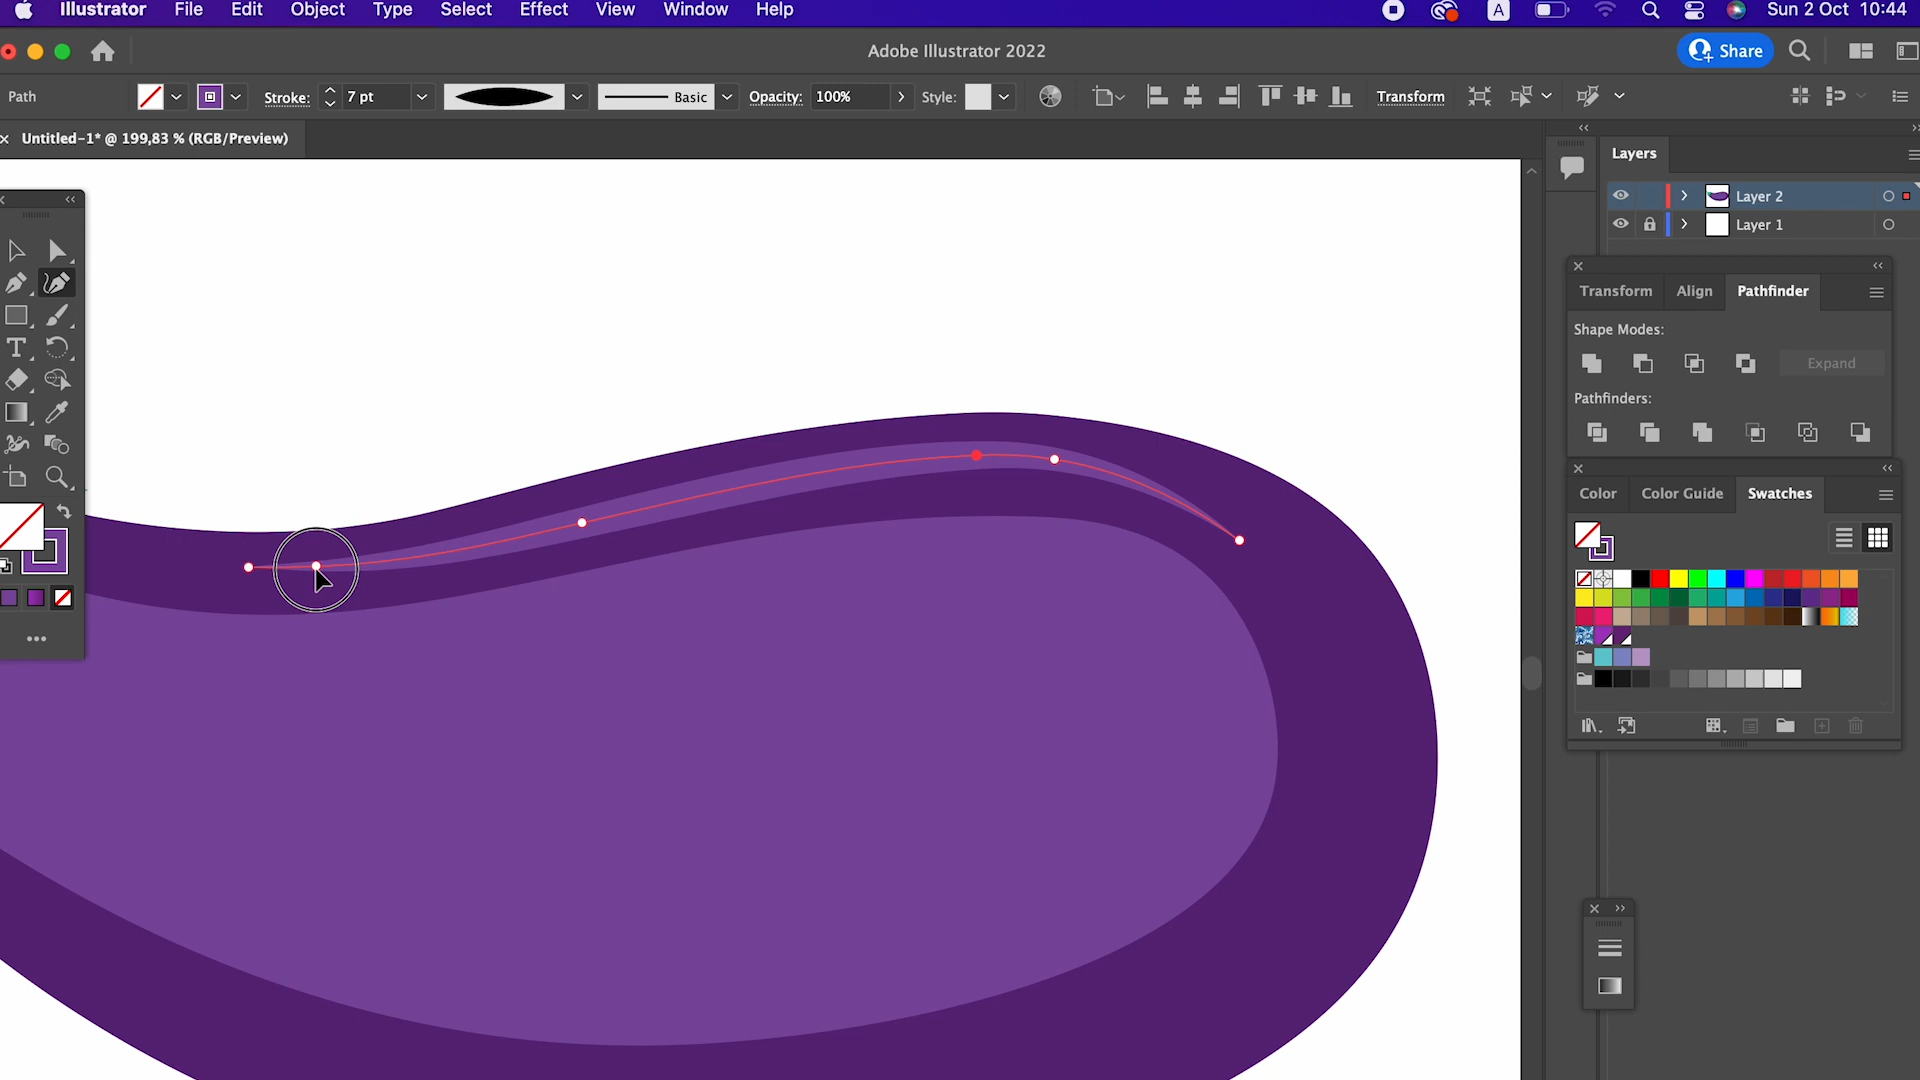 Illustrator File Edit Object Type Select Effect View Window Help A Sun 2 Oct 10:44
Adobe Illustrator 2022 Share
Path Stroke: 7 pt Basic Opacity: 100% Style: Transform
× Untitled-1* @ 199,83 % (RGB/Preview)
Layers
Layer 2
Layer 1
Transform Align Pathfinder
Shape Modes:
Expand
Pathfinders:
Color Color Guide Swatches